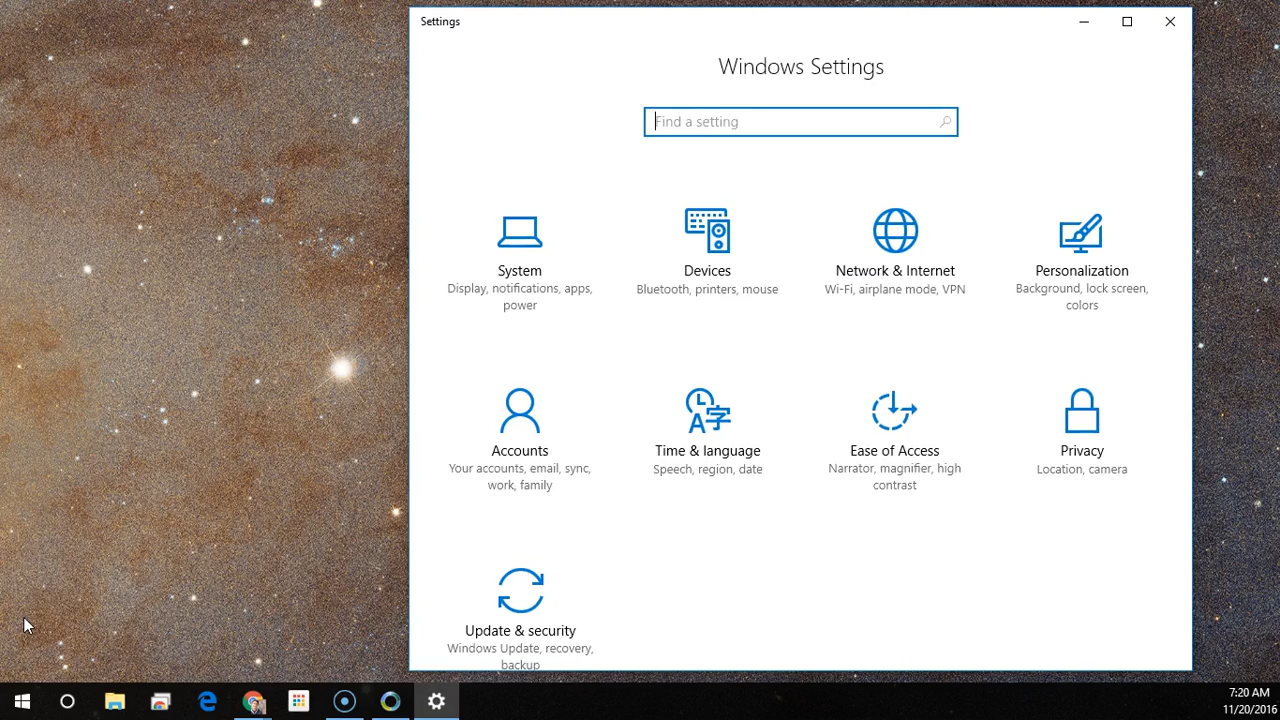 Settings
Windows Settings
Find a setting
System
Display, notifications, apps,
power
Devices
Bluetooth, printers, mouse
Network & Internet
Wi-Fi, airplane mode, VPN
Personalization
Background, lock screen,
colors
Accounts
Your accounts, email, sync,
work, family
Time & language
Speech, region, date
Ease of Access
Narrator, magnifier, high
contrast
Privacy
Location, camera
Update & security
Windows Update, recovery,
backup
7:20 AM
11/20/2016